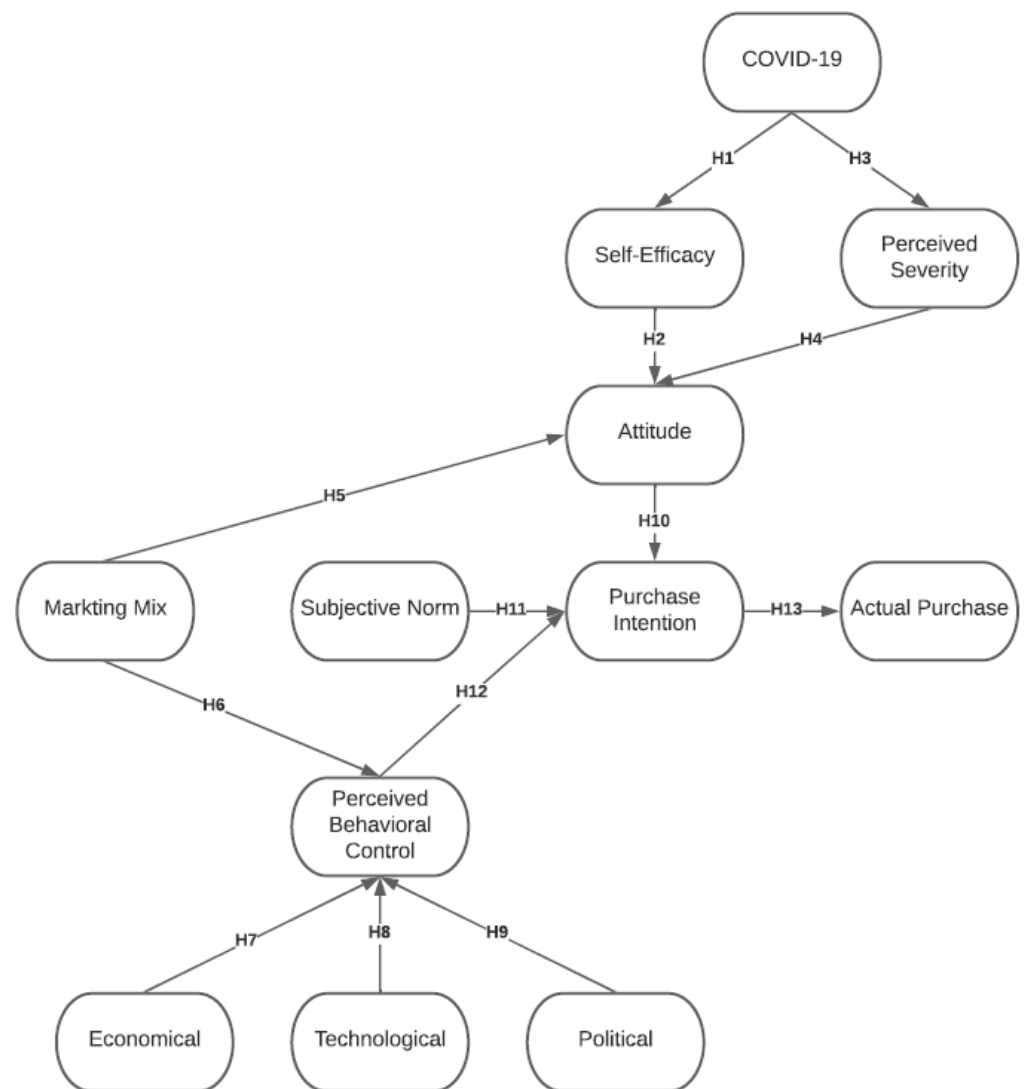 COVID-19
H1
H3
Self-Efficacy
Perceived
Severity
H2
H4
Attitude
H5
H10
Markting Mix
Subjective Norm
H11
Purchase
Intention
H13
Actual Purchase
H6
H12
Perceived
Behavioral
Control
H7
H8
H9
Economical
Technological
Political